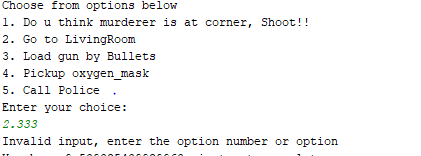 Choose from options below
1. Do u think murderer is at corner, Shoot!!
2. Go to LivingRoom
3. Load gun by Bullets
4. Pickup oxygen_mask
5. Call Police .
Enter your choice:
2.333
Invalid input, enter the option number or option